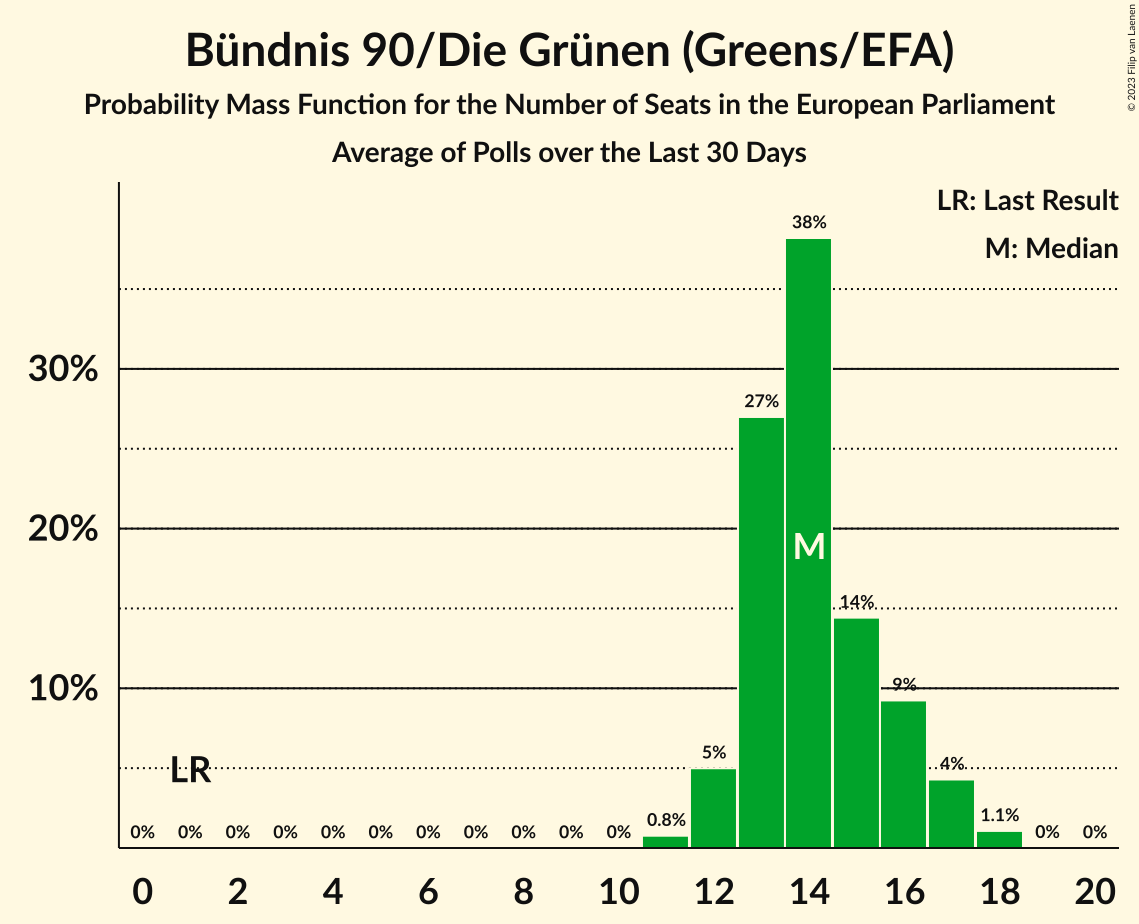 Bündnis 90/Die Grünen (Greens/EFA)
Probability Mass Function for the Number of Seats in the European Parliament
Average of Polls over the Last 30 Days
© 2023 Filip van Laenen
LR: Last Result
M: Median
38%
30%
27%
20%
M
14%
10%
9%
5%
4%
LR
0% 0% 0% 0% 0% 0% 0% 0% 0% 0% 0% 0.8% 1.1% 0% 0%
0 2 4 6 8 10 12 14 16 18 20